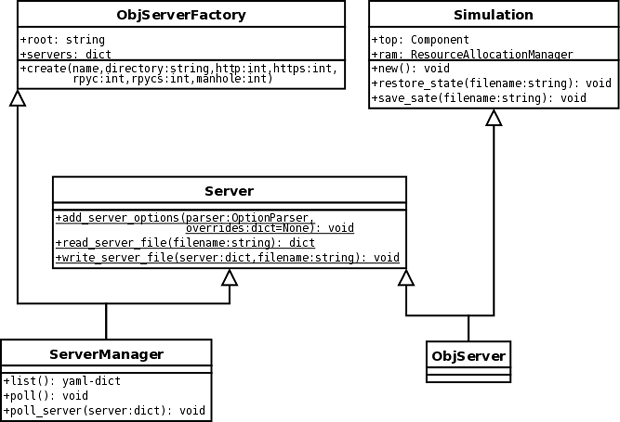 ObjServerFactory
+root: string
+servers: dict
+create(name,directory:string,http:int,https:int,
rpyc:int,rpycs:int,manhole:int)
Simulation
+top: Component
+ram: ResourceAllocationManager
+new(): void
+restore_state(filename:string): void
+save_sate(filename:string): void
Server
+add_server_options(parser:OptionParser,
overrides:dict=None): void
+read_server_file(filename:string): dict
+write_server_file(server:dict,filename:string): void
ServerManager
+list(): yaml-dict
+poll(): void
+poll_server(server:dict): void
ObjServer